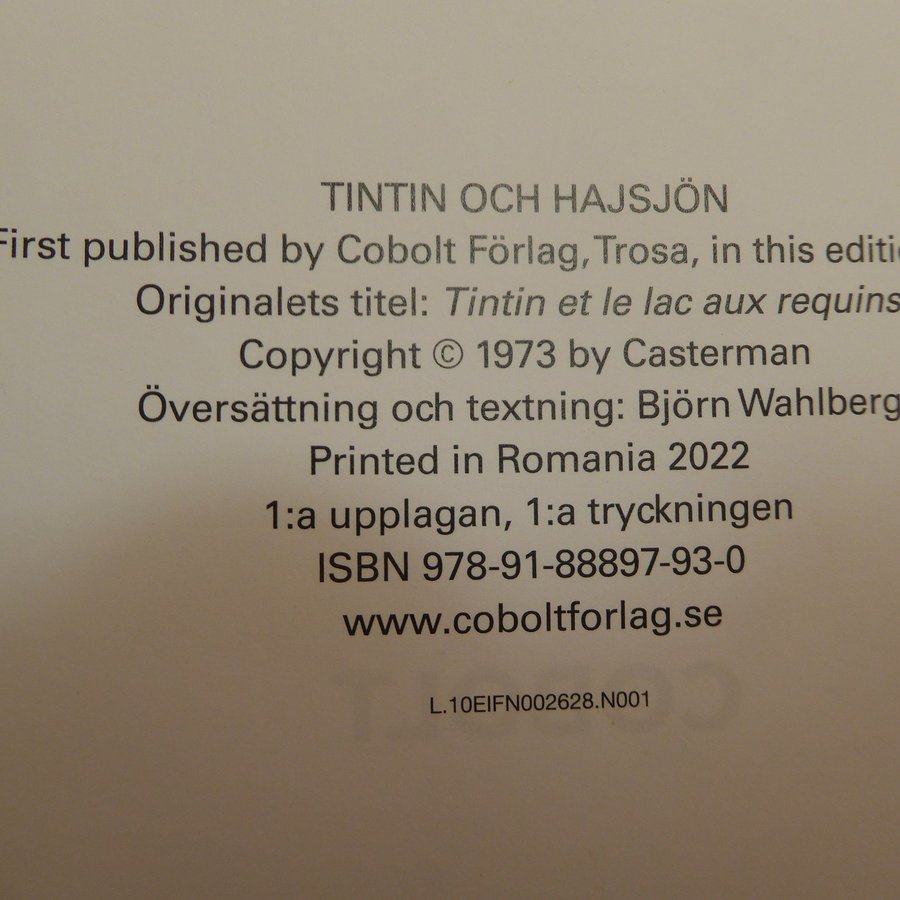 TINTIN OCH HAJSJÖN
First published by Cobolt Förlag, Trosa, in this
Originalets titel: Tintin et le lac aux requins
Copyright © 1973 by Casterman
Översättning och textning: Björn Wahlberg
Printed in Romania 2022
1:a upplagan, 1:a tryckningen
ISBN 978-91-88897-93-0
www.coboltforlag.se
COBOLT
L.10EIFN002628.N001